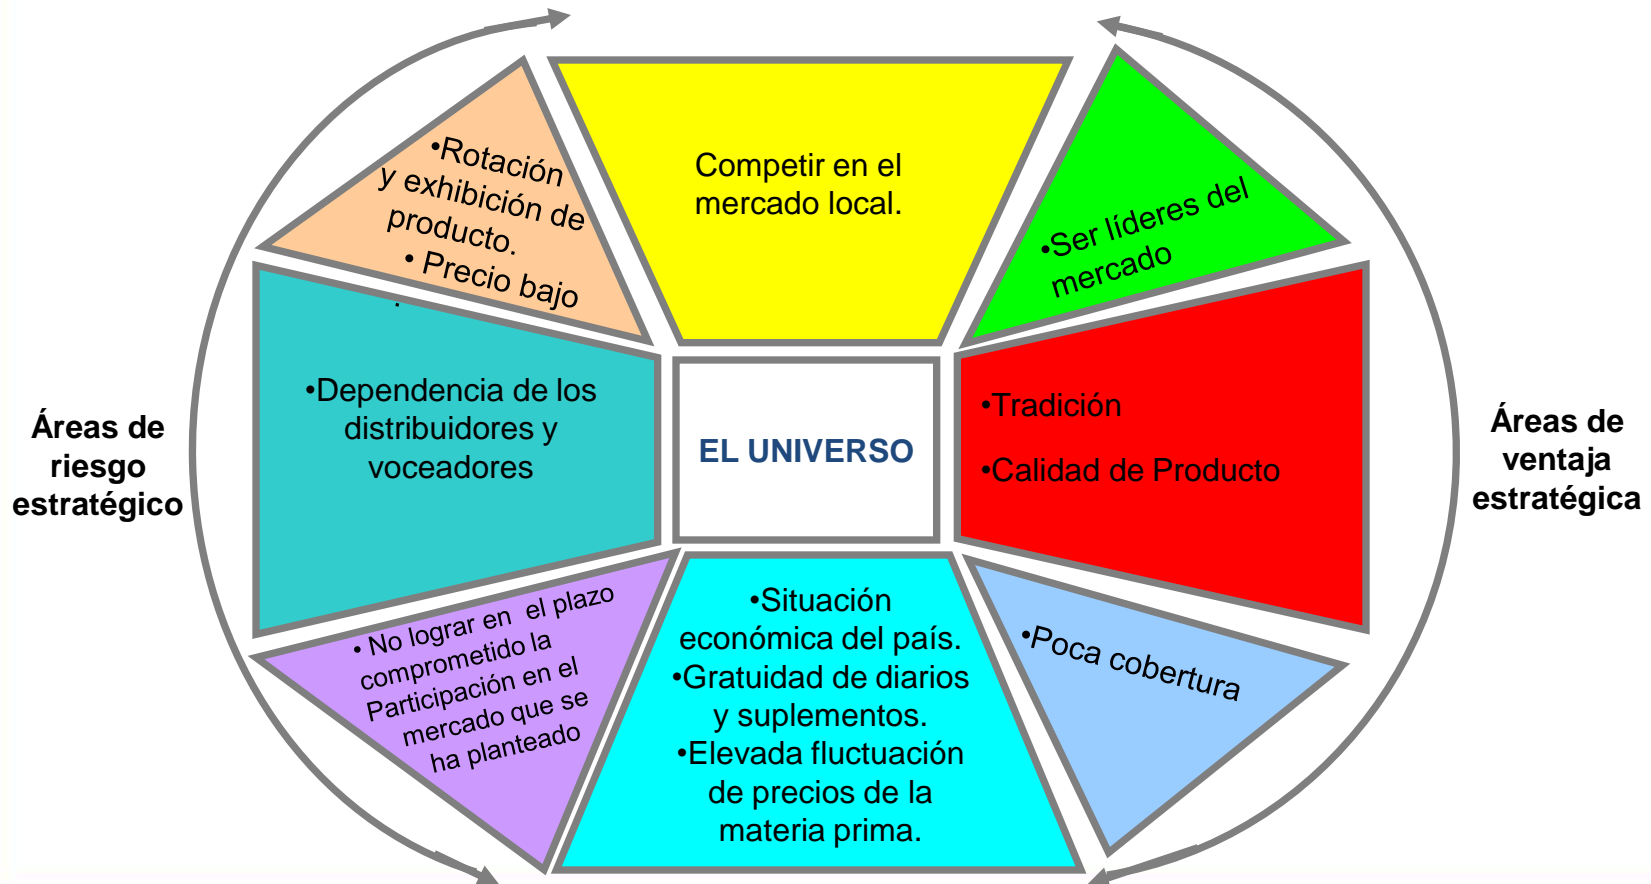 •Rotación
y exhibición de
producto.
• Precio bajo
.
Competir en el
mercado local.
•Ser líderes del
mercado
Áreas de
riesgo
estratégico
•Dependencia de los
distribuidores y
voceadores
EL UNIVERSO
•Tradición
•Calidad de Producto
Áreas de
ventaja
estratégica
• No lograr en  el plazo
comprometido la
Participación en el
mercado que se
ha planteado
•Situación
económica del país.
•Gratuidad de diarios
y suplementos.
•Elevada fluctuación
de precios de la
materia prima.
•Poca cobertura